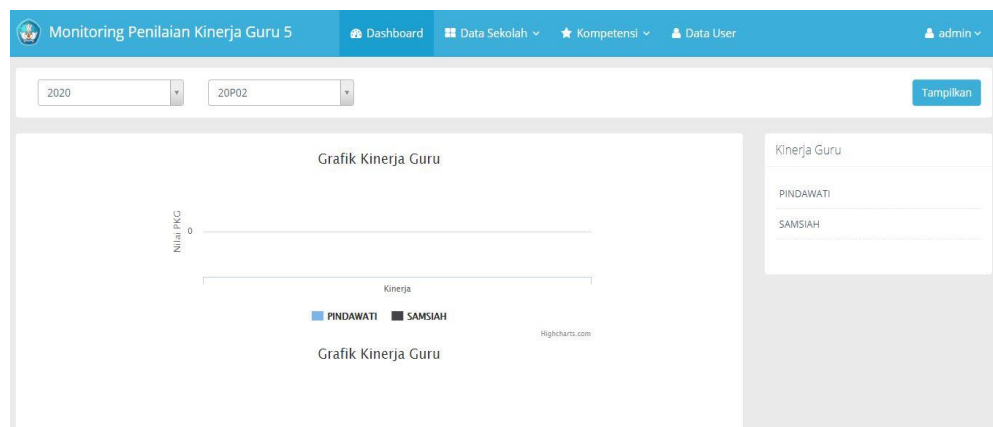 Monitoring Penilaian Kinerja Guru 5 Dashboard Data Sekolah Kompetensi Data User admin
2020 20P02 Tampilkan
Grafik Kinerja Guru
Nilai PKG
0
Kinerja
PINDAWATI SAMSIAH
Highcharts.com
Grafik Kinerja Guru
Kinerja Guru
PINDAWATI
SAMSIAH